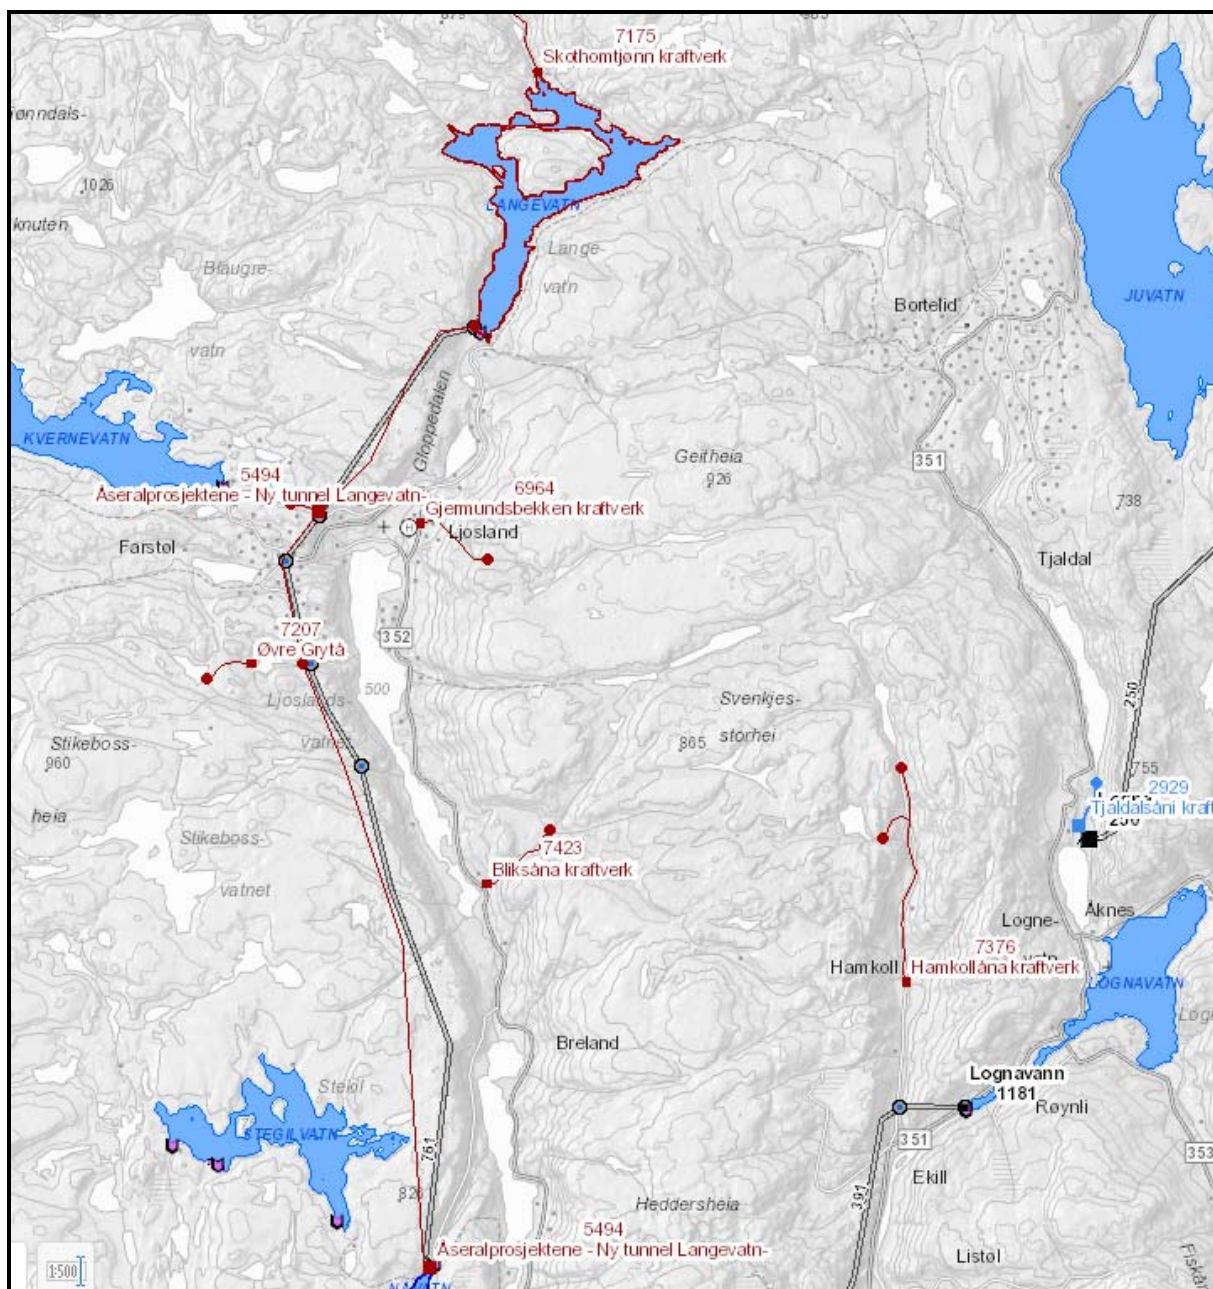 7175
Skothomtjønn kraftverk
1026
knuten
LANGEVATN
Blaugre-
Lange-
vatn
vatn
Bortelid
JUVATN
Gloppedalen
KVERNEVATN
Geitheia
926
351
738
5494
Åseralprosjektene - Ny tunnel Langevatn-
6964
Gjermundsbekken kraftverk
H
Ljosland
Farstøl
Tjaldal
7207
Øvre Grytå
352
500
Ljoslands-
vatnet
Svenkjes-
storhei
865
Stikeboss-
960
heia
250
755
2929
Tjaldalsåni kraft
Stikeboss-
vatnet
7423
Bliksåna kraftverk
Logne-
Åknes
7376
Hamkoll
Hamkollåna kraftverk
LOGNAVATN
Breland
Lognavann
1181
Røynli
STEGILVATN
761
351
353
Ekill
391
Heddersheia
5494
Åseralprosjektene - Ny tunnel Langevatn-
Listøl
1:500